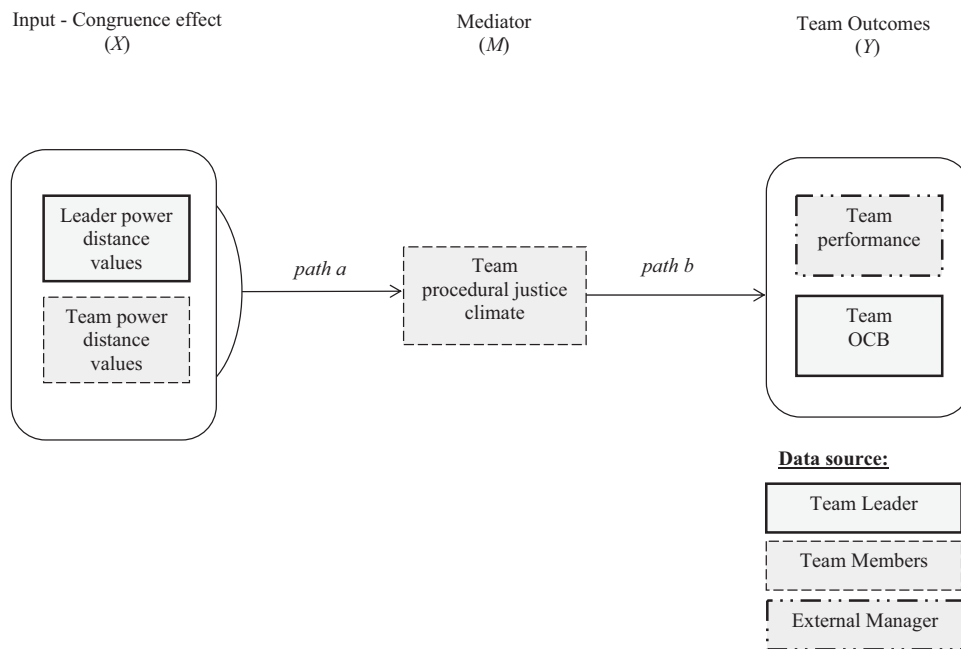 Input - Congruence effect
(X)
Mediator
(M)
Team Outcomes
(Y)
Leader power
distance
values
Team power
distance
values
path a
Team
procedural justice
climate
path b
Team
performance
Team
OCB
Data source:
Team Leader
Team Members
External Manager